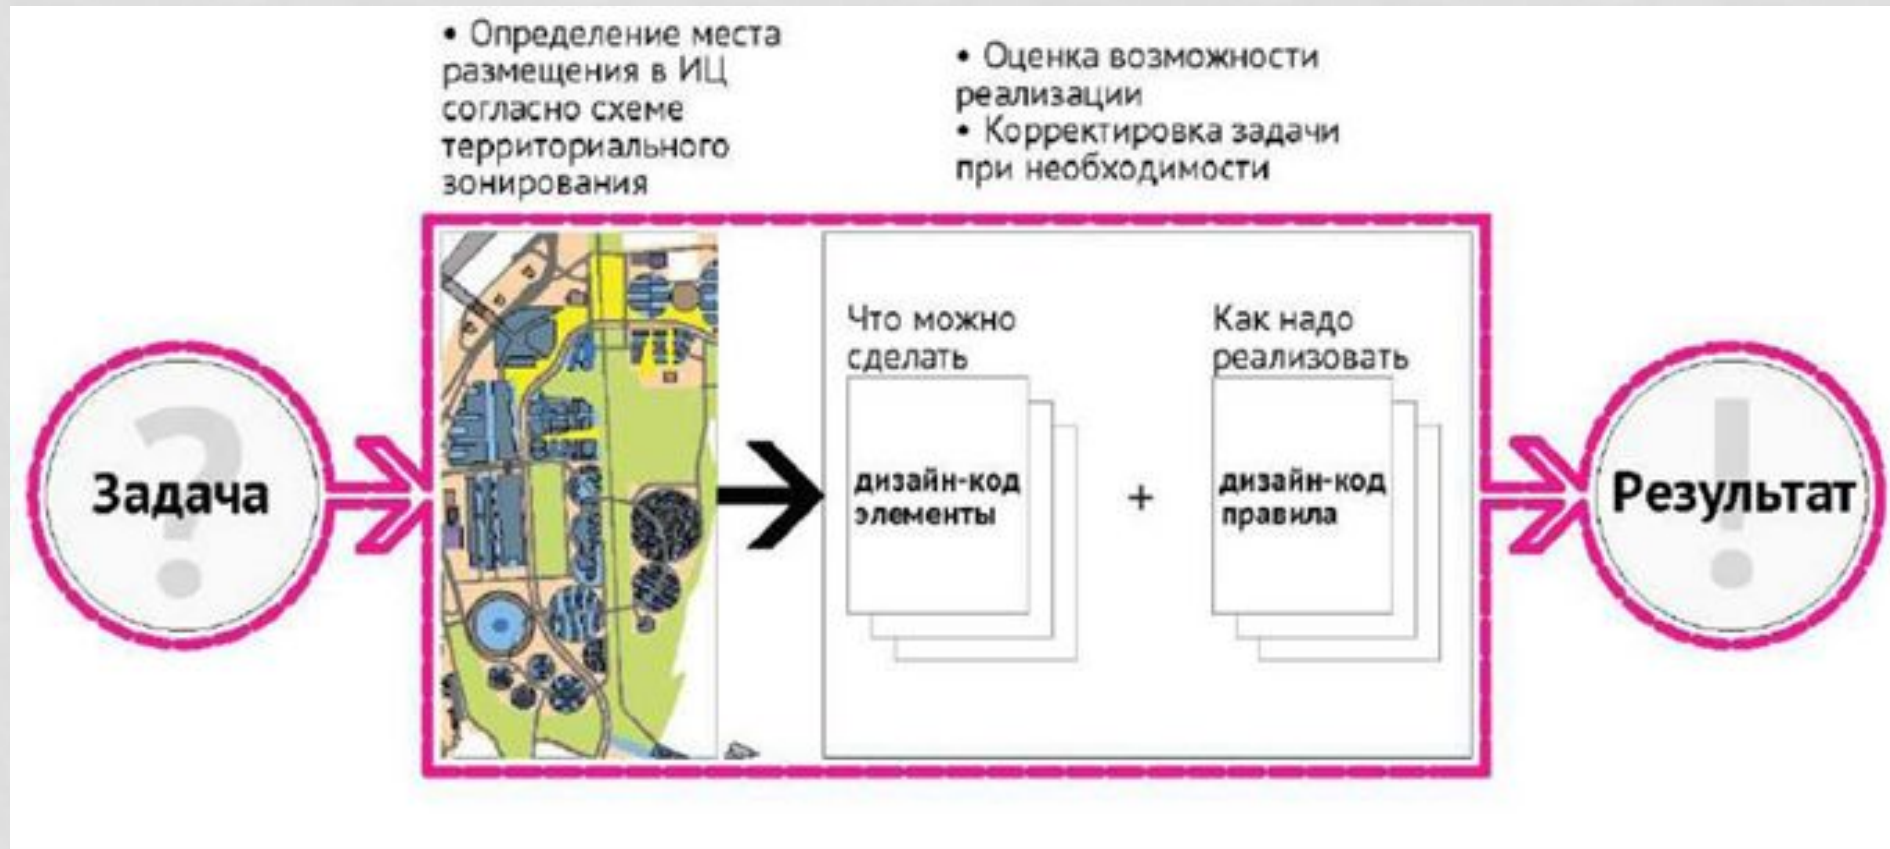 • Определение места
размещения в ИЦ
согласно схеме
территориального
зонирования
• Оценка возможности
реализации
• Корректировка задачи
при необходимости
?
Задача
Что можно
сделать
дизайн-код
элементы
+
Как надо
реализовать
дизайн-код
правила
!
Результат